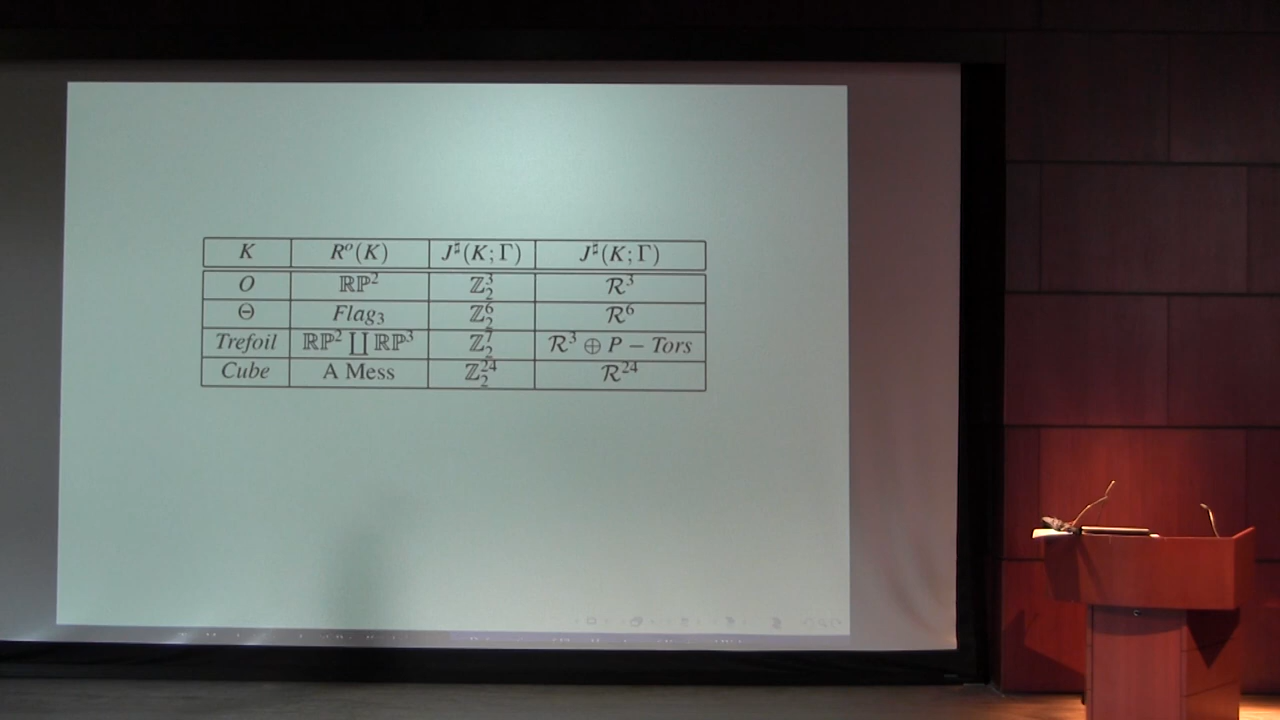 K R^o(K) J^♯(K; Γ) J^♯(K; Γ)
O ℝℙ² ℤ₂³ ℛ³
Θ Flag₃ ℤ₂⁶ ℛ⁶
Trefoil ℝℙ² ∐ ℝℙ³ ℤ₂⁷ ℛ³ ⊕ P − Tors
Cube A Mess ℤ₂²⁴ ℛ²⁴